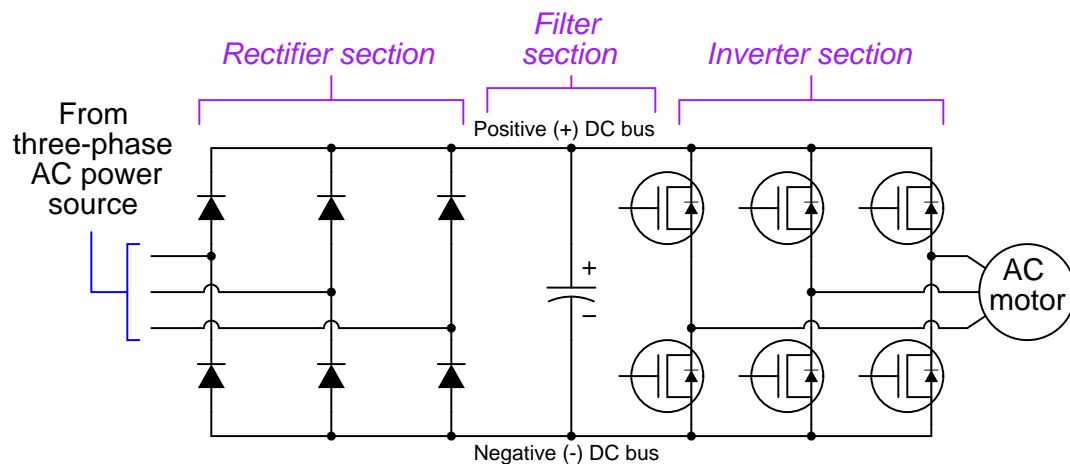 Rectifier section
Filter
section
Inverter section
From
three-phase
AC power
source
Positive (+) DC bus
+
−
AC
motor
Negative (-) DC bus